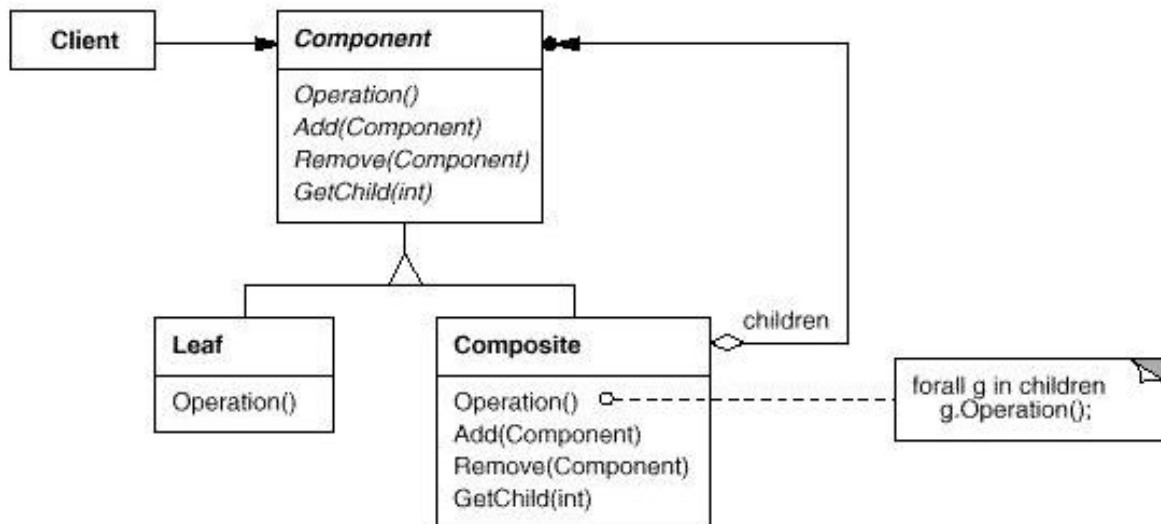 Client
Component
Operation()
Add(Component)
Remove(Component)
GetChild(int)
Leaf
Operation()
Composite
Operation()
Add(Component)
Remove(Component)
GetChild(int)
children
forall g in children
g.Operation();